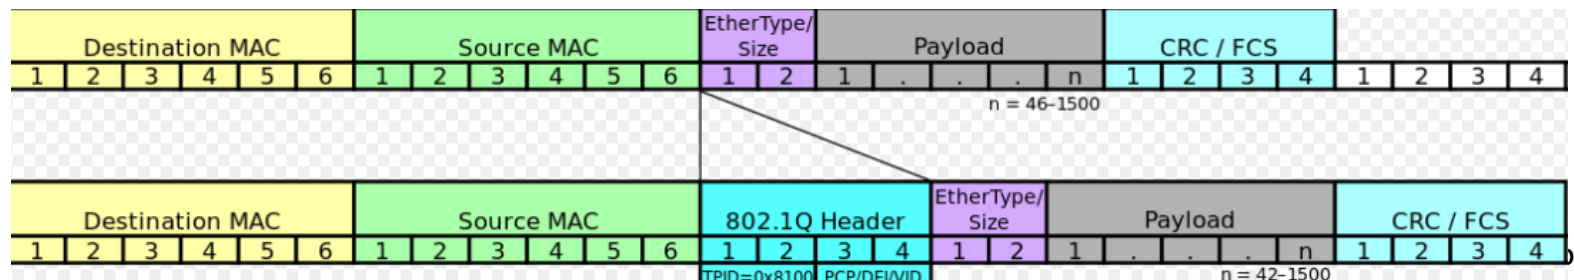 EtherType/
Destination MAC Source MAC Size Payload CRC / FCS
1 2 3 4 5 6 1 2 3 4 5 6 1 2 1 . . . n 1 2 3 4 1 2 3 4
n = 46–1500
EtherType/
Destination MAC Source MAC 802.1Q Header Size Payload CRC / FCS
1 2 3 4 5 6 1 2 3 4 5 6 1 2 3 4 1 2 1 . . . n 1 2 3 4
TPID=0x8100 PCP/DEI/VID n = 42–1500